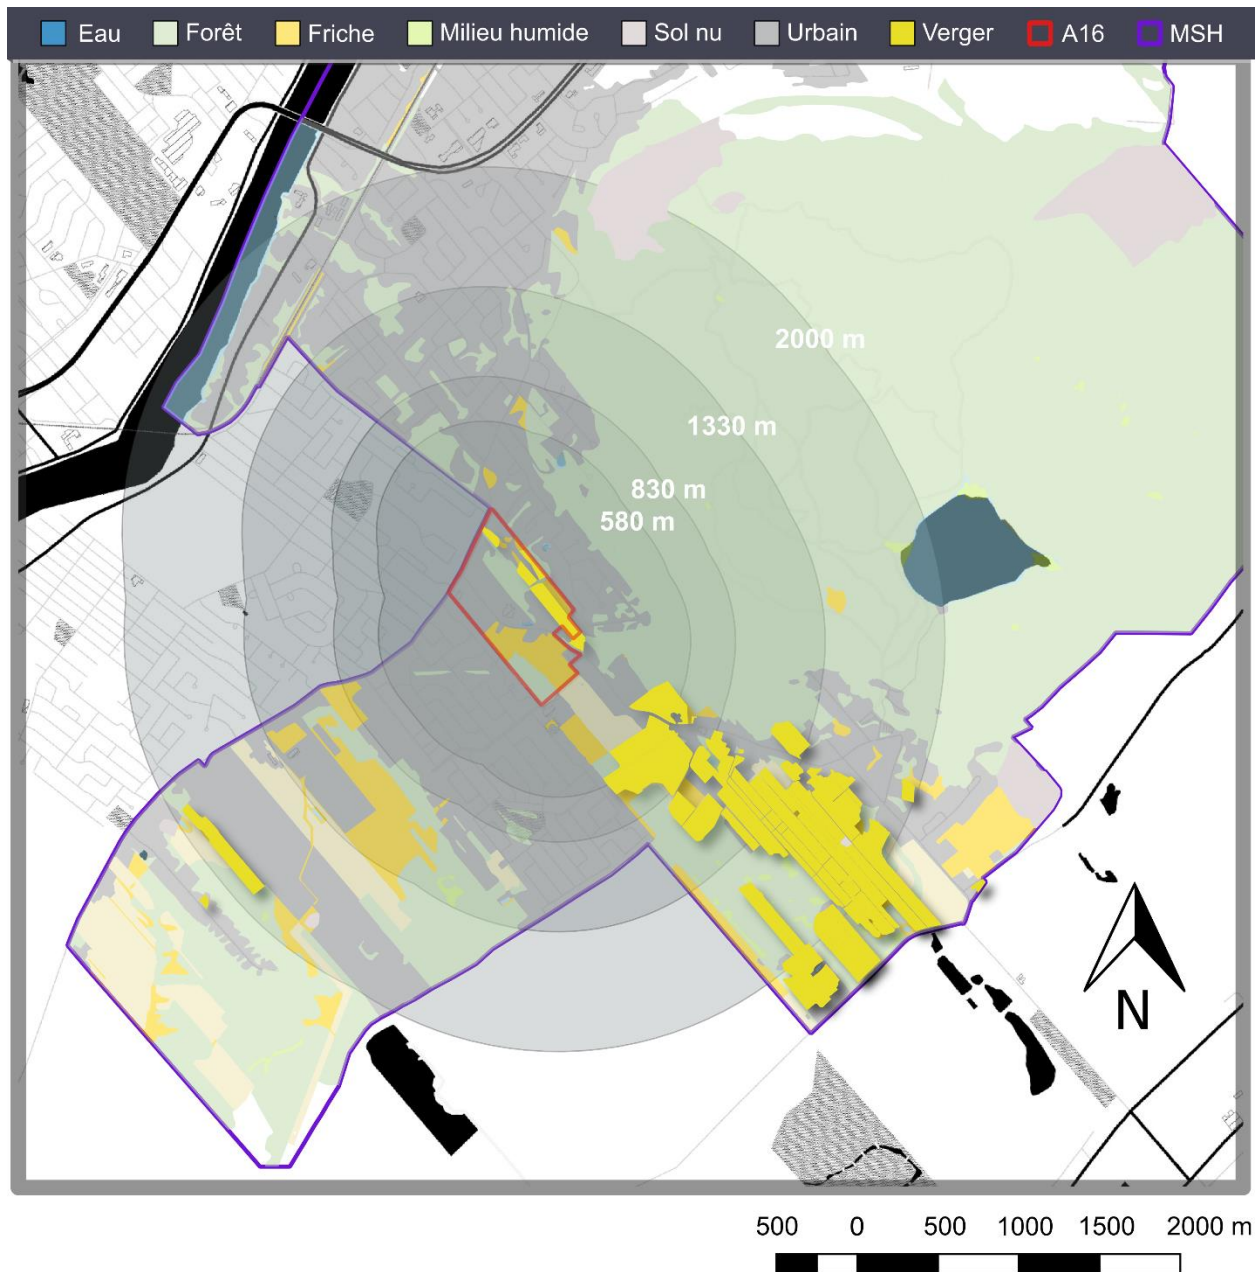 Eau Forêt Friche Milieu humide Sol nu Urbain Verger A16 MSH
2000 m
1330 m
830 m
580 m
N
500 0 500 1000 1500 2000 m